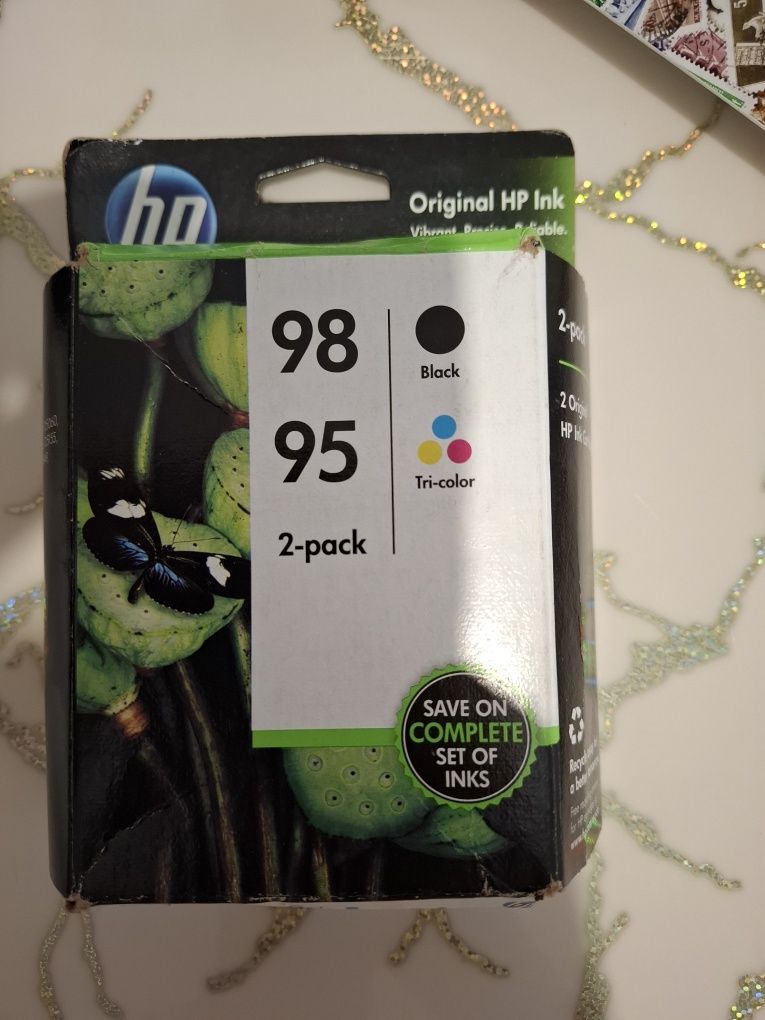 hp
Original HP Ink
Vibrant. Precise. Reliable.
98
Black
95
Tri-color
2-pack
SAVE ON
COMPLETE
SET OF
INKS
2-pack
2
HP Ink